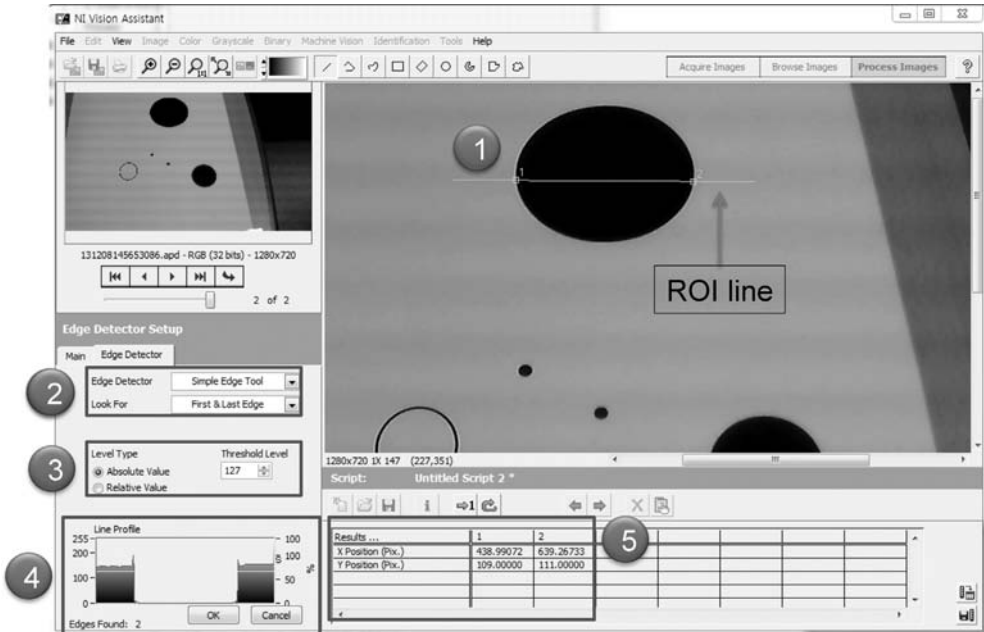 NI Vision Assistant
File Edit View Image Color Grayscale Binary Machine Vision Identification Tools Help
Acquire Images Browse Images Process Images
131208145653086.apd - RGB (32 bits) - 1280x720
2 of 2
1
1 2
ROI line
Edge Detector Setup
Main Edge Detector
2
Edge Detector Simple Edge Tool
Look For First & Last Edge
3
Level Type Threshold Level
Absolute Value 127
Relative Value
4
Line Profile
255 100
200 100
100 50
0 0
%
Edges Found: 2
OK Cancel
1280x720 1X 147 (227,351)
Script: Untitled Script 2 *
5
Results ... 1 2
X Position (Pix.) 438.99072 639.26733
Y Position (Pix.) 109.00000 111.00000